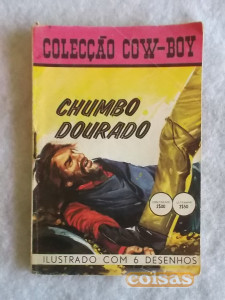 COLECÇÃO COW-BOY
CHUMBO
DOURADO
ILUSTRADO COM 6 DESENHOS
coisas